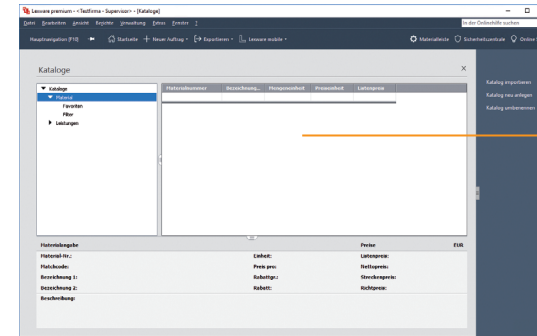 Lexware premium - <Testfirma - Supervisor> - [Kataloge]
Datei Bearbeiten Ansicht Berichte Verwaltung Extras Fenster ?
In der Onlinehilfe suchen
Hauptnavigation (F10) Startseite Neuer Auftrag Exportieren Lexware mobile Materialleiste Sicherheitszentrale Online
Kataloge ×
Katalog importieren
Katalog neu anlegen
Katalog umbenennen
Kataloge
Material
Favoriten
Filter
Leistungen
Materialnummer Bezeichnung... Mengeneinheit Preiseinheit Listenpreis
Materialangabe Preise EUR
Material-Nr.: Einheit: Listenpreis:
Matchcode: Preis pro: Nettopreis:
Bezeichnung 1: Rabattgr.: Streckenpreis:
Bezeichnung 2: Rabatt: Richtpreis:
Beschreibung: